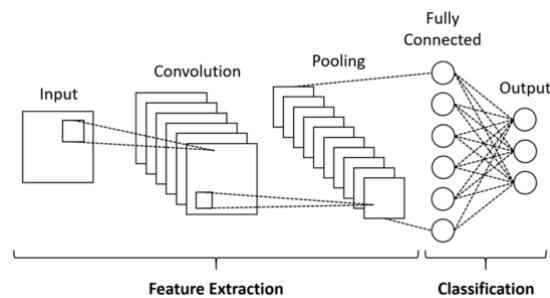 Fully
Connected
Pooling
Convolution
Input
Output
Feature Extraction
Classification